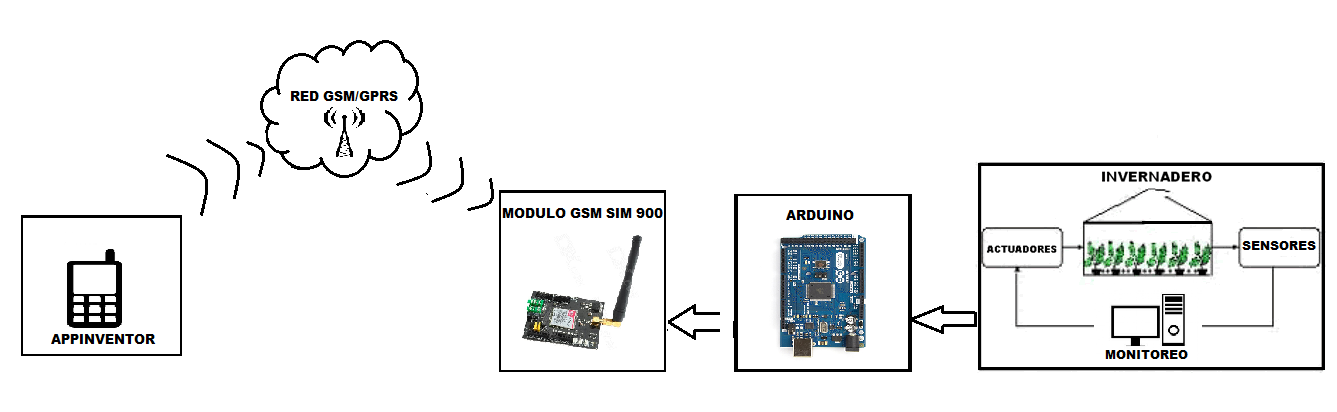 RED GSM/GPRS
APPINVENTOR
MODULO GSM SIM 900
ARDUINO
INVERNADERO
ACTUADORES
SENSORES
MONITOREO